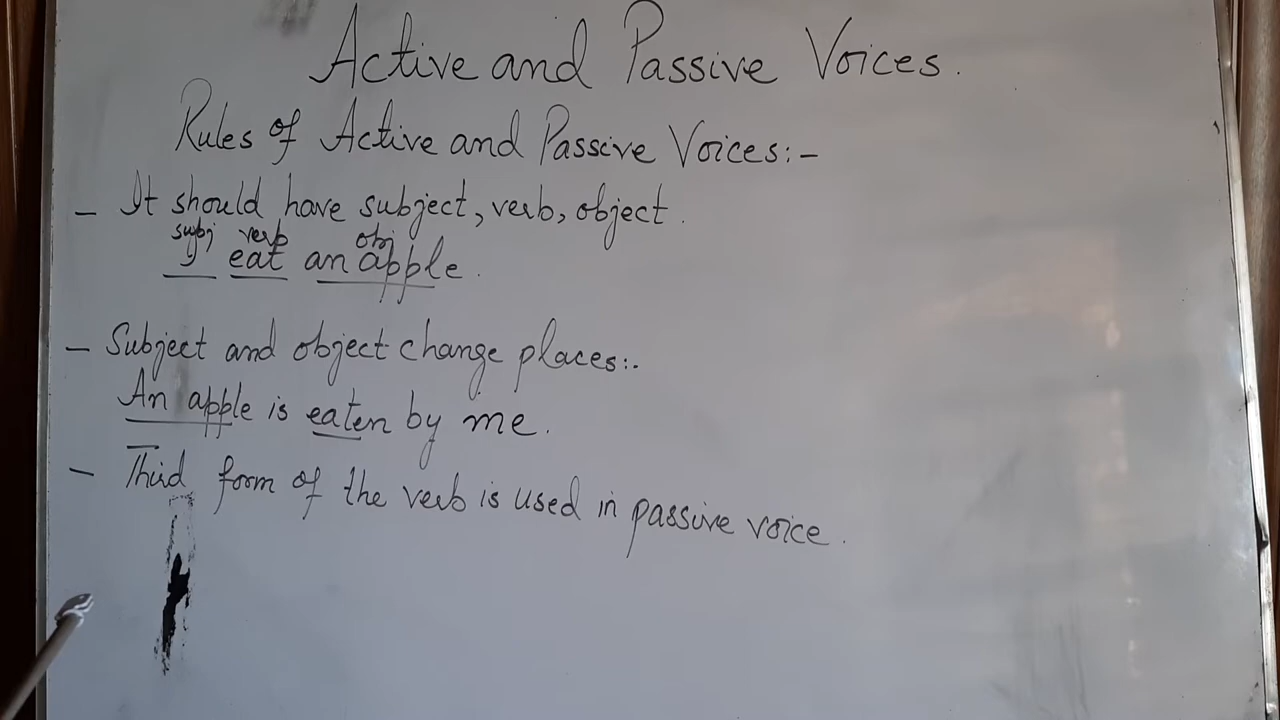 Active and Passive Voices.
Rules of Active and Passive Voices:-
- It should have subject, verb, object.
subj verb obj
I eat an apple.
- Subject and object change places:-
An apple is eaten by me.
- Third form of the verb is used in passive voice.